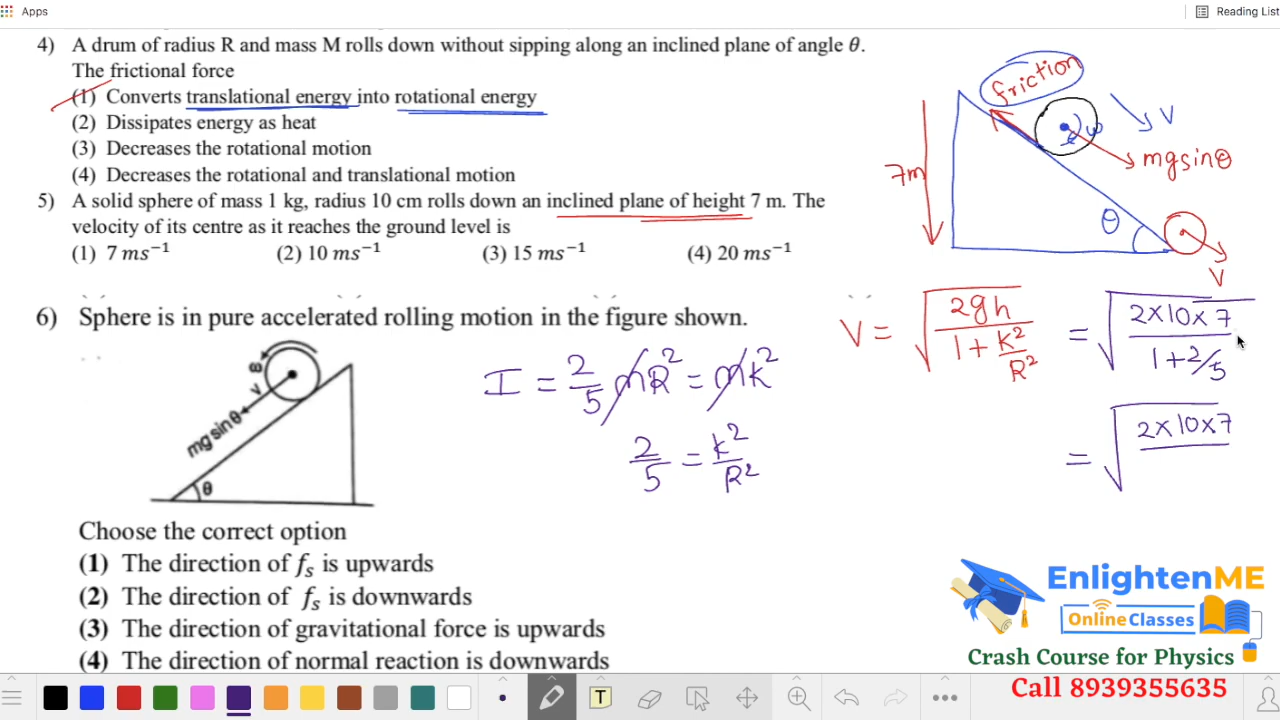 Apps
Reading List
4) A drum of radius R and mass M rolls down without sipping along an inclined plane of angle θ.
The frictional force
(1) Converts translational energy into rotational energy
(2) Dissipates energy as heat
(3) Decreases the rotational motion
(4) Decreases the rotational and translational motion
5) A solid sphere of mass 1 kg, radius 10 cm rolls down an inclined plane of height 7 m. The
velocity of its centre as it reaches the ground level is
(1) 7 ms⁻¹ (2) 10 ms⁻¹ (3) 15 ms⁻¹ (4) 20 ms⁻¹
friction
ω
V
mg sinθ
7m
θ
V
6) Sphere is in pure accelerated rolling motion in the figure shown.
ω
v
mg sinθ
θ
I = 2/5 mR² = mk²
2/5 = k²/R²
V = √(2gh / (1 + k²/R²)) = √(2×10×7 / (1+2/5))
= √(2×10×7
Choose the correct option
(1) The direction of fₛ is upwards
(2) The direction of fₛ is downwards
(3) The direction of gravitational force is upwards
(4) The direction of normal reaction is downwards
EnlightenME
Online Classes
Crash Course for Physics
Call 8939355635
T